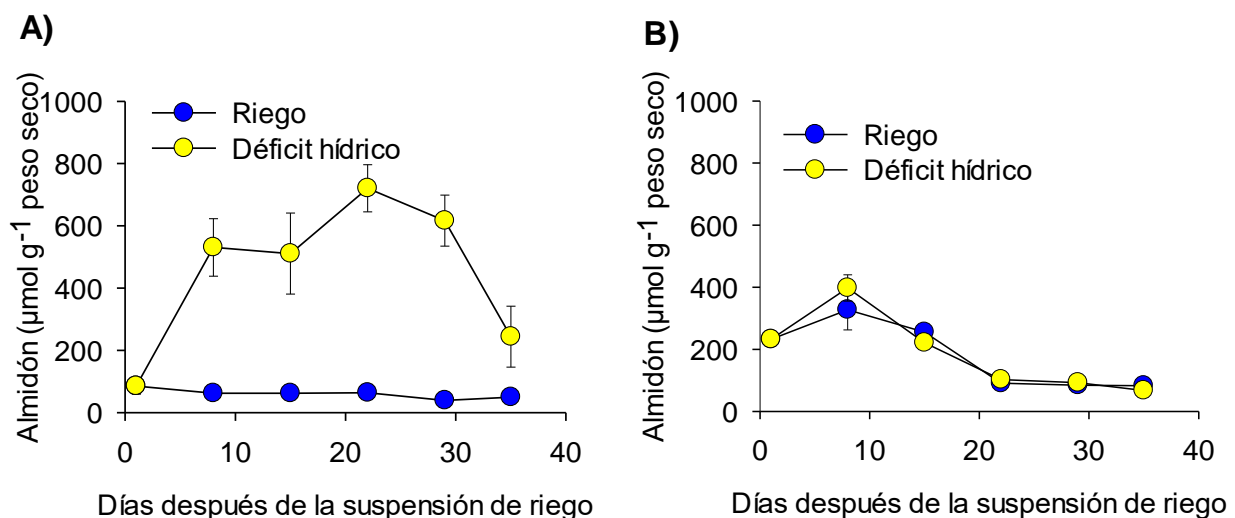 A)
Almidón (µmol g-1 peso seco)
1000
800
600
400
200
0
Riego
Déficit hídrico
0 10 20 30 40
Días después de la suspensión de riego
B)
Almidón (µmol g-1 peso seco)
1000
800
600
400
200
0
Riego
Déficit hídrico
0 10 20 30 40
Días después de la suspensión de riego